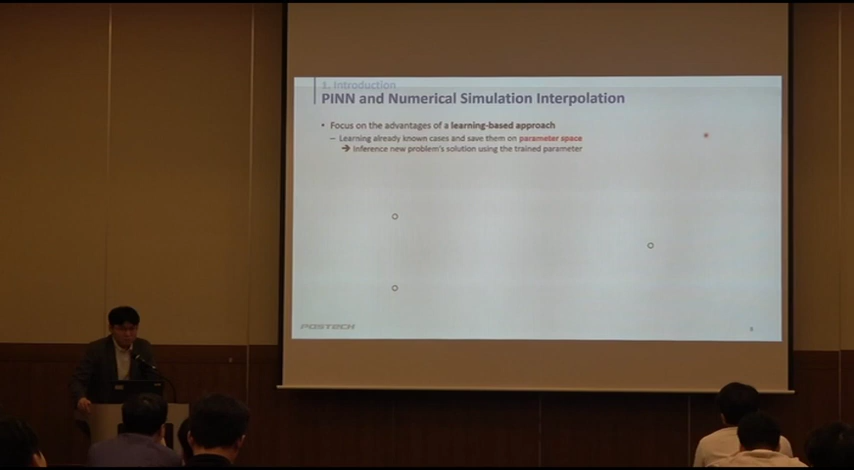 1. Introduction
PINN and Numerical Simulation Interpolation
• Focus on the advantages of a learning-based approach
– Learning already known cases and save them on parameter space
➔ Inference new problem's solution using the trained parameter
POSTECH